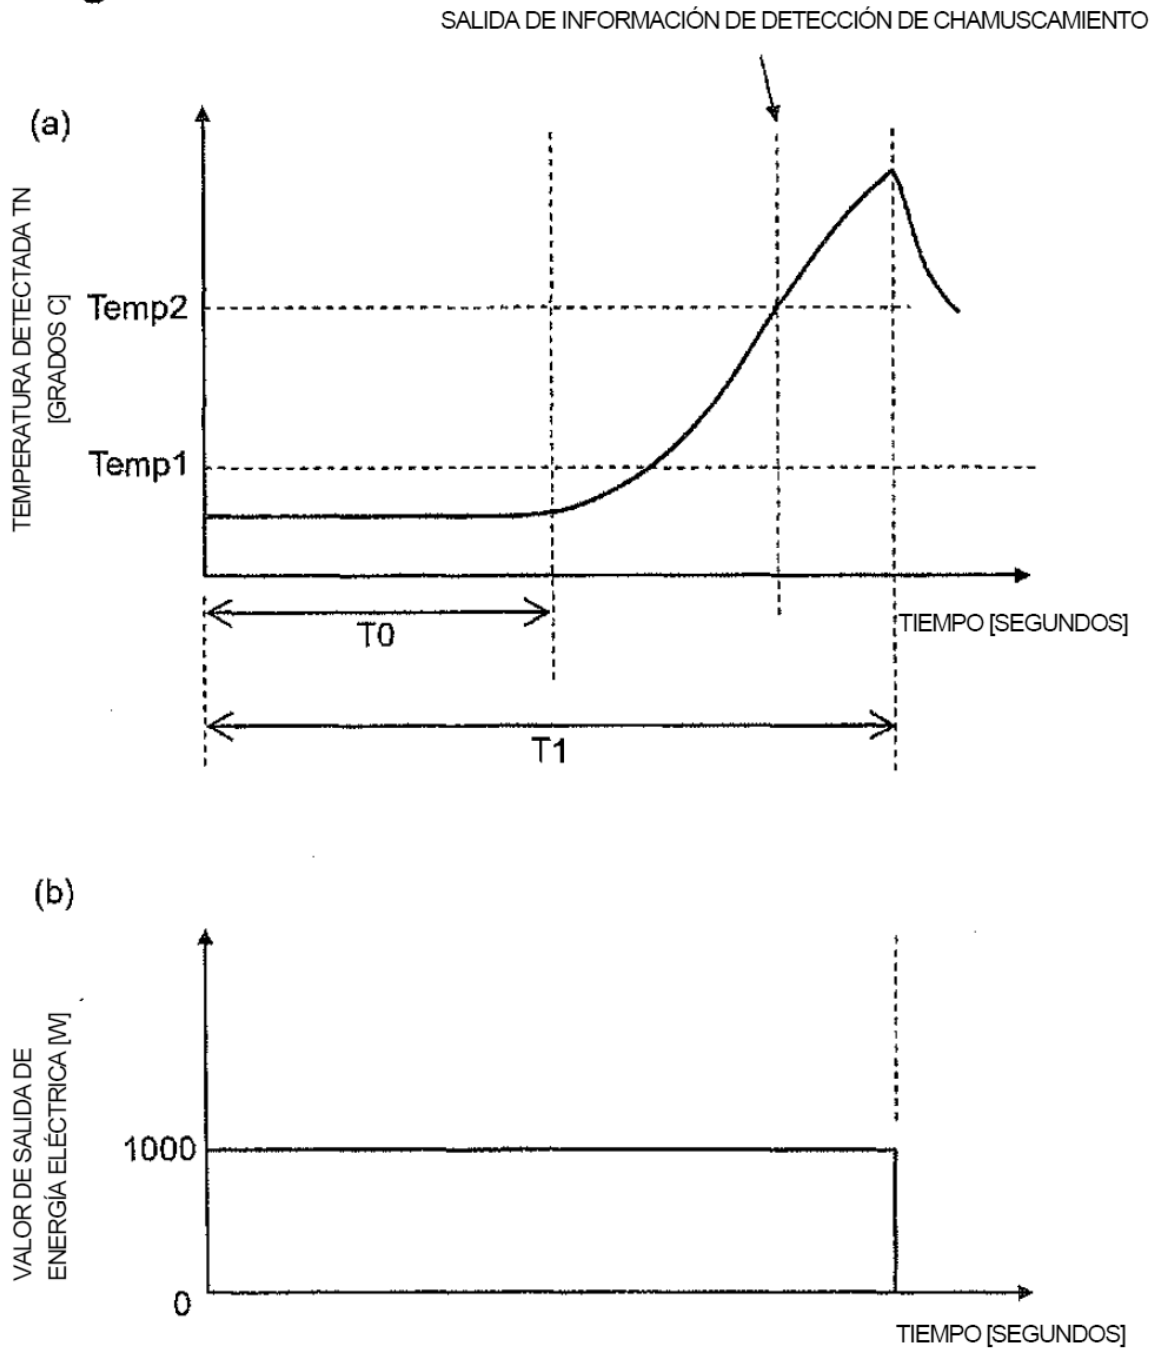 SALIDA DE INFORMACIÓN DE DETECCIÓN DE CHAMUSCAMIENTO
(a)
TEMPERATURA DETECTADA TN
[GRADOS C]
Temp2
Temp1
T0
TIEMPO [SEGUNDOS]
T1
(b)
VALOR DE SALIDA DE
ENERGÍA ELÉCTRICA [W]
1000
0
TIEMPO [SEGUNDOS]